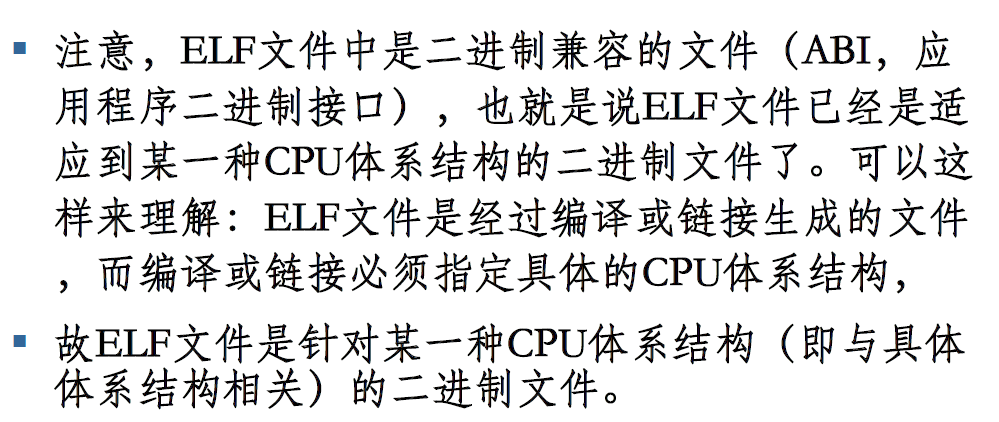 ▪ 注意，ELF文件中是二进制兼容的文件（ABI，应
用程序二进制接口），也就是说ELF文件已经是适
应到某一种CPU体系结构的二进制文件了。可以这
样来理解：ELF文件是经过编译或链接生成的文件
，而编译或链接必须指定具体的CPU体系结构，
▪ 故ELF文件是针对某一种CPU体系结构（即与具体
体系结构相关）的二进制文件。